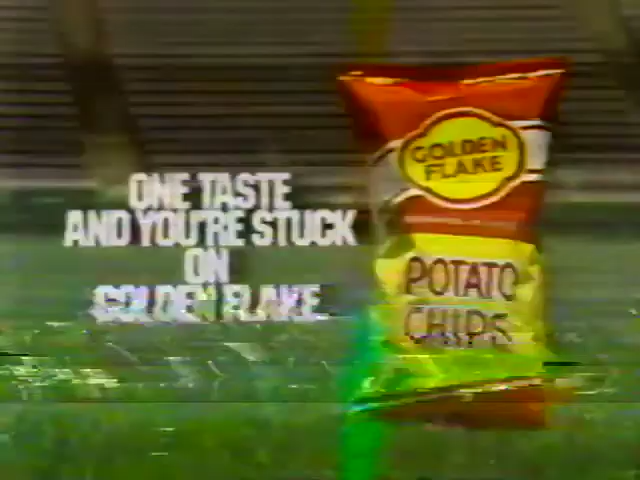 ONE TASTE
AND YOU'RE STUCK
ON
GOLDEN FLAKE
GOLDEN
FLAKE
POTATO
CHIPS